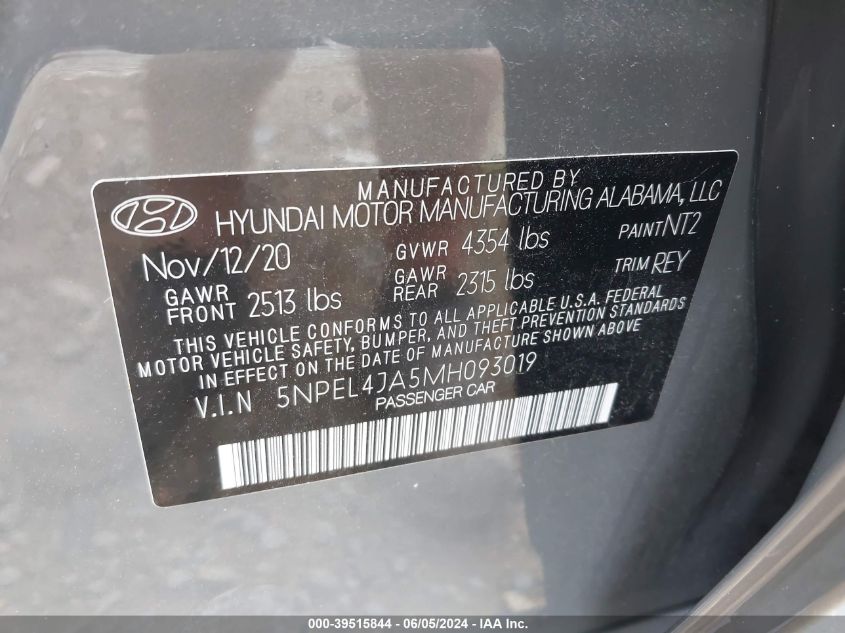 MANUFACTURED BY
HYUNDAI MOTOR MANUFACTURING ALABAMA, LLC
Nov/12/20 GVWR 4354 lbs PAINT NT2
GAWR FRONT 2513 lbs GAWR REAR 2315 lbs TRIM REY
THIS VEHICLE CONFORMS TO ALL APPLICABLE U.S.A. FEDERAL
MOTOR VEHICLE SAFETY, BUMPER, AND THEFT PREVENTION STANDARDS
IN EFFECT ON THE DATE OF MANUFACTURE SHOWN ABOVE
V.I.N 5NPEL4JA5MH093019
PASSENGER CAR
000-39515844 - 06/05/2024 - IAA Inc.